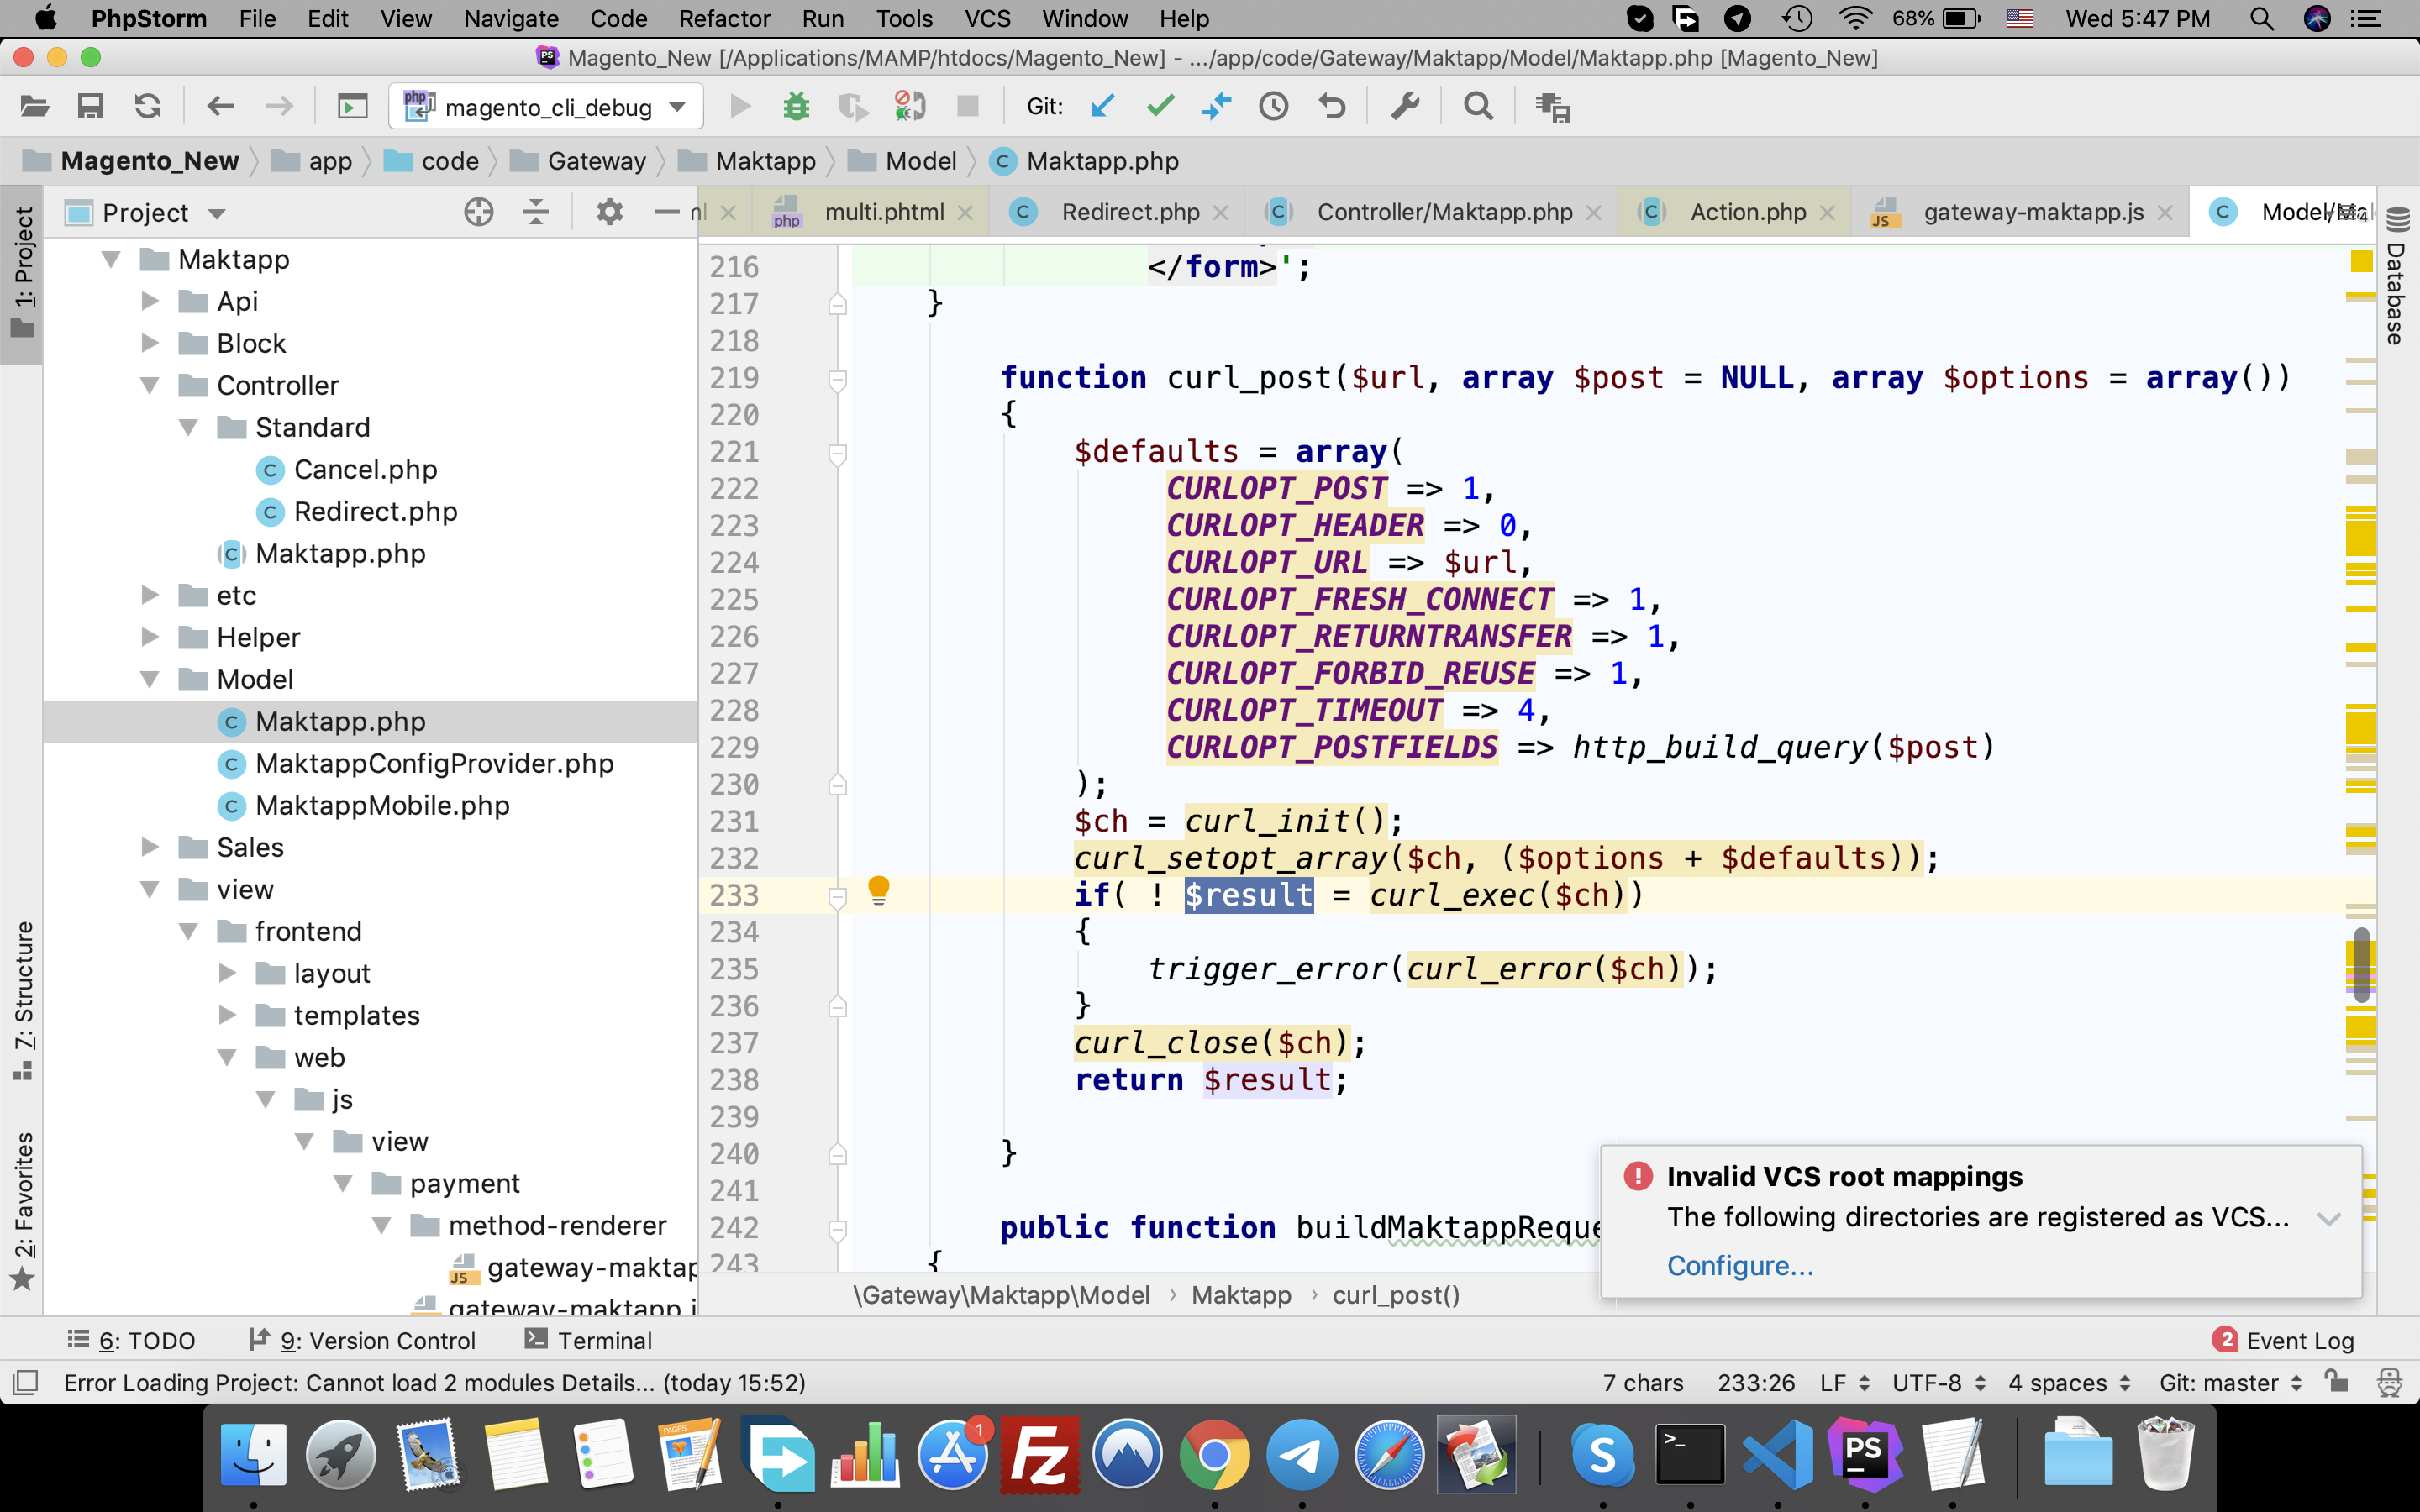 PhpStorm File Edit View Navigate Code Refactor Run Tools VCS Window Help 68% Wed 5:47 PM
Magento_New [/Applications/MAMP/htdocs/Magento_New] - .../app/code/Gateway/Maktapp/Model/Maktapp.php [Magento_New]
magento_cli_debug Git:
Magento_New app code Gateway Maktapp Model Maktapp.php
Project multi.phtml Redirect.php Controller/Maktapp.php Action.php gateway-maktapp.js
1: Project
7: Structure
2: Favorites
Database
Maktapp
Api
Block
Controller
Standard
Cancel.php
Redirect.php
Maktapp.php
etc
Helper
Model
Maktapp.php
MaktappConfigProvider.php
MaktappMobile.php
Sales
view
frontend
layout
templates
web
js
view
payment
method-renderer
gateway-maktap
gateway-maktapp.j
216 </form>';
217 }
218
219 function curl_post($url, array $post = NULL, array $options = array())
220 {
221 $defaults = array(
222 CURLOPT_POST => 1,
223 CURLOPT_HEADER => 0,
224 CURLOPT_URL => $url,
225 CURLOPT_FRESH_CONNECT => 1,
226 CURLOPT_RETURNTRANSFER => 1,
227 CURLOPT_FORBID_REUSE => 1,
228 CURLOPT_TIMEOUT => 4,
229 CURLOPT_POSTFIELDS => http_build_query($post)
230 );
231 $ch = curl_init();
232 curl_setopt_array($ch, ($options + $defaults));
233 if( ! $result = curl_exec($ch))
234 {
235 trigger_error(curl_error($ch));
236 }
237 curl_close($ch);
238 return $result;
239
240 }
241
242 public function buildMaktappReque
243 {
Invalid VCS root mappings
The following directories are registered as VCS...
Configure...
\Gateway\Maktapp\Model › Maktapp › curl_post()
6: TODO 9: Version Control Terminal 2 Event Log
Error Loading Project: Cannot load 2 modules Details... (today 15:52) 7 chars 233:26 LF UTF-8 4 spaces Git: master
PAGES 1 Fz S >_ PS